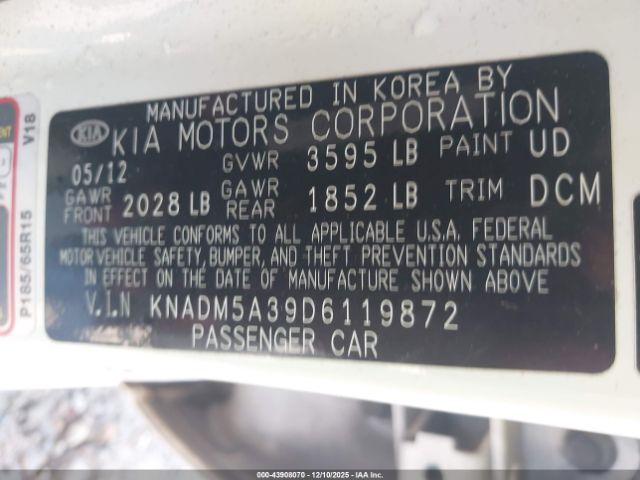 MANUFACTURED IN KOREA BY
KIA KIA MOTORS CORPORATION
05/12 GVWR 3595 LB PAINT UD
GAWR FRONT 2028 LB GAWR REAR 1852 LB TRIM DCM
THIS VEHICLE CONFORMS TO ALL APPLICABLE U.S.A. FEDERAL
MOTOR VEHICLE SAFETY, BUMPER, AND THEFT PREVENTION STANDARDS
IN EFFECT ON THE DATE OF MANUFACTURE SHOWN ABOVE
V.I.N KNADM5A39D6119872
PASSENGER CAR
V18
P185/65R15
000-43908070 • 12/10/2025 • IAA Inc.